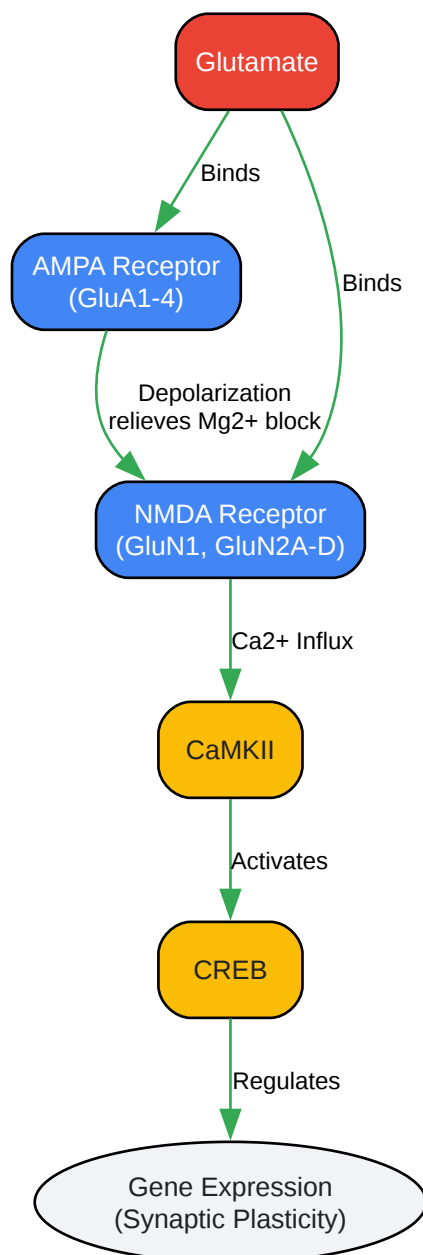 Glutamate
Binds
AMPA Receptor
(GluA1-4)
Binds
Depolarization
relieves Mg2+ block
NMDA Receptor
(GluN1, GluN2A-D)
Ca2+ Influx
CaMKII
Activates
CREB
Regulates
Gene Expression
(Synaptic Plasticity)